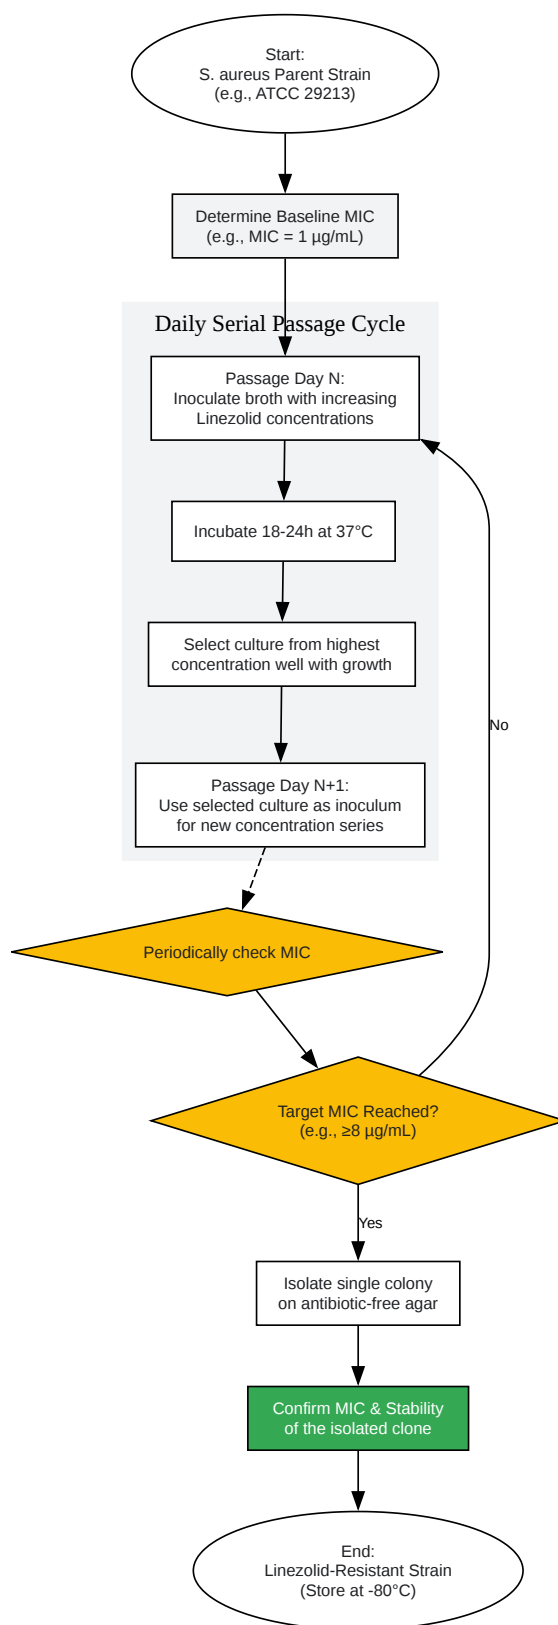 Start:
S. aureus Parent Strain
(e.g., ATCC 29213)
Determine Baseline MIC
(e.g., MIC = 1 µg/mL)
Daily Serial Passage Cycle
Passage Day N:
Inoculate broth with increasing
Linezolid concentrations
Incubate 18-24h at 37°C
Select culture from highest
concentration well with growth
No
Passage Day N+1:
Use selected culture as inoculum
for new concentration series
Periodically check MIC
Target MIC Reached?
(e.g., ≥8 µg/mL)
Yes
Isolate single colony
on antibiotic-free agar
Confirm MIC & Stability
of the isolated clone
End:
Linezolid-Resistant Strain
(Store at -80°C)